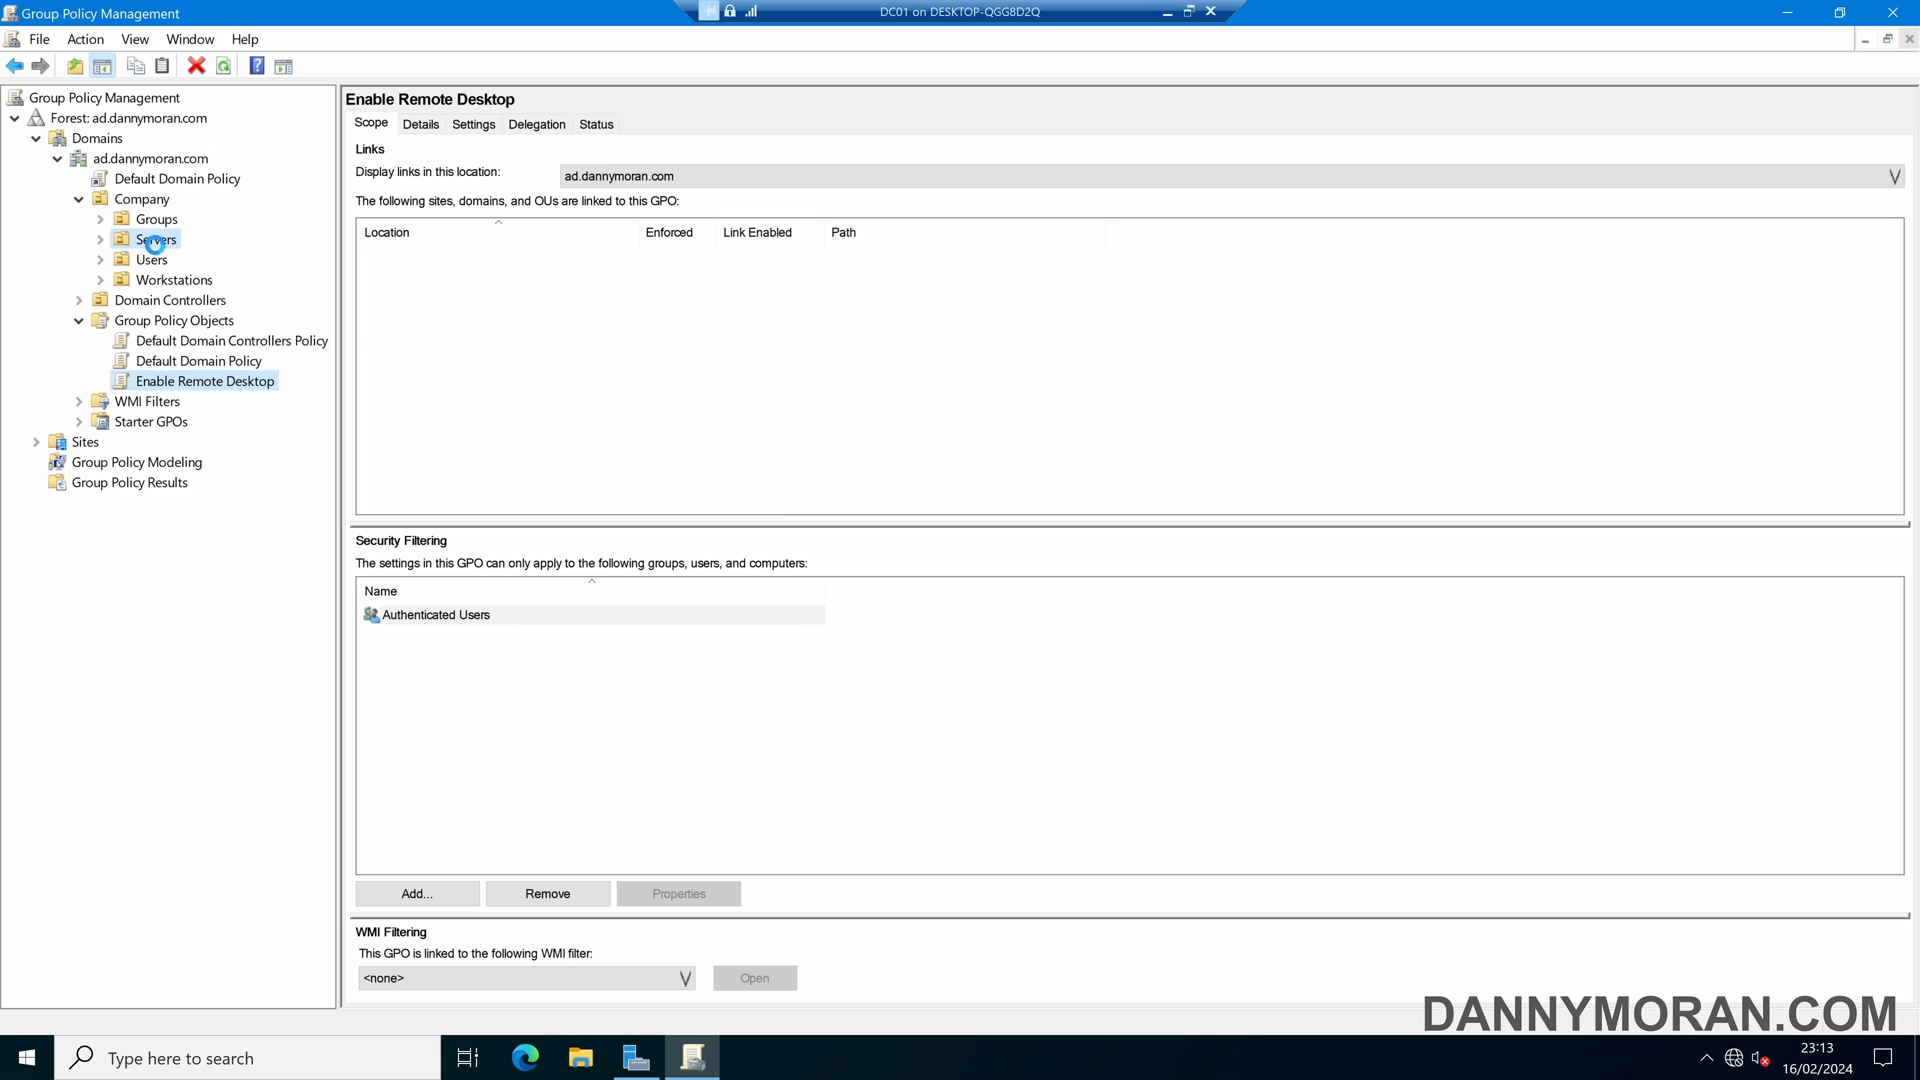 Group Policy Management
DC01 on DESKTOP-QGG8D2Q
File Action View Window Help
Group Policy Management
Forest: ad.dannymoran.com
Domains
ad.dannymoran.com
Default Domain Policy
Company
Groups
Servers
Users
Workstations
Domain Controllers
Group Policy Objects
Default Domain Controllers Policy
Default Domain Policy
Enable Remote Desktop
WMI Filters
Starter GPOs
Sites
Group Policy Modeling
Group Policy Results
Enable Remote Desktop
Scope Details Settings Delegation Status
Links
Display links in this location: ad.dannymoran.com
The following sites, domains, and OUs are linked to this GPO:
Location Enforced Link Enabled Path
Security Filtering
The settings in this GPO can only apply to the following groups, users, and computers:
Name
Authenticated Users
Add... Remove Properties
WMI Filtering
This GPO is linked to the following WMI filter:
<none> Open
DANNYMORAN.COM
Type here to search
23:13
16/02/2024